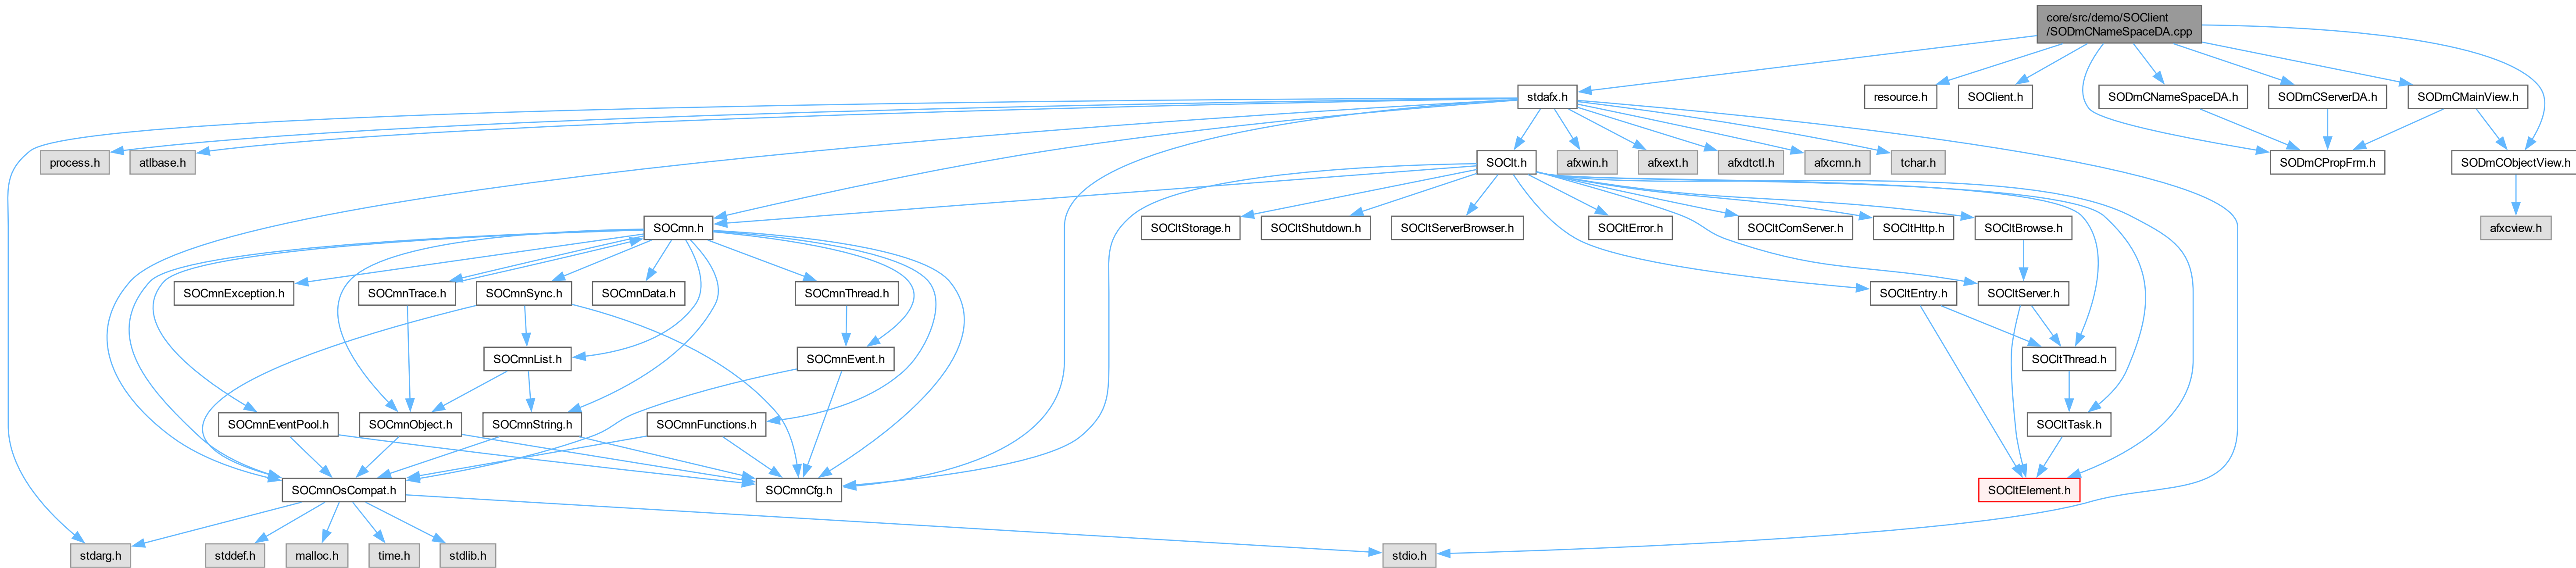 core/src/demo/SOClient
/SODmCNameSpaceDA.cpp
stdafx.h
resource.h
SOClient.h
SODmCNameSpaceDA.h
SODmCServerDA.h
SODmCMainView.h
process.h
atlbase.h
SOClt.h
afxwin.h
afxext.h
afxdtctl.h
afxcmn.h
tchar.h
SODmCPropFrm.h
SODmCObjectView.h
SOCmn.h
SOCltStorage.h
SOCltShutdown.h
SOCltServerBrowser.h
SOCltError.h
SOCltComServer.h
SOCltHttp.h
SOCltBrowse.h
afxcview.h
SOCmnException.h
SOCmnTrace.h
SOCmnSync.h
SOCmnData.h
SOCmnThread.h
SOCltEntry.h
SOCltServer.h
SOCmnList.h
SOCmnEvent.h
SOCltThread.h
SOCmnEventPool.h
SOCmnObject.h
SOCmnString.h
SOCmnFunctions.h
SOCltTask.h
SOCmnOsCompat.h
SOCmnCfg.h
SOCltElement.h
stdarg.h
stddef.h
malloc.h
time.h
stdlib.h
stdio.h